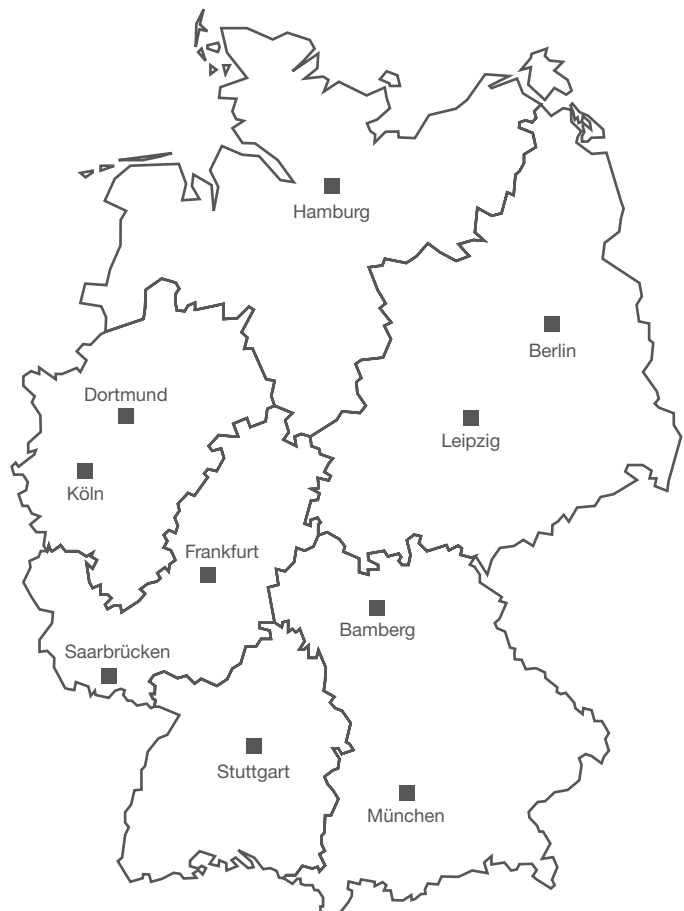 Hamburg
Berlin
Dortmund
Leipzig
Köln
Frankfurt
Bamberg
Saarbrücken
Stuttgart
München